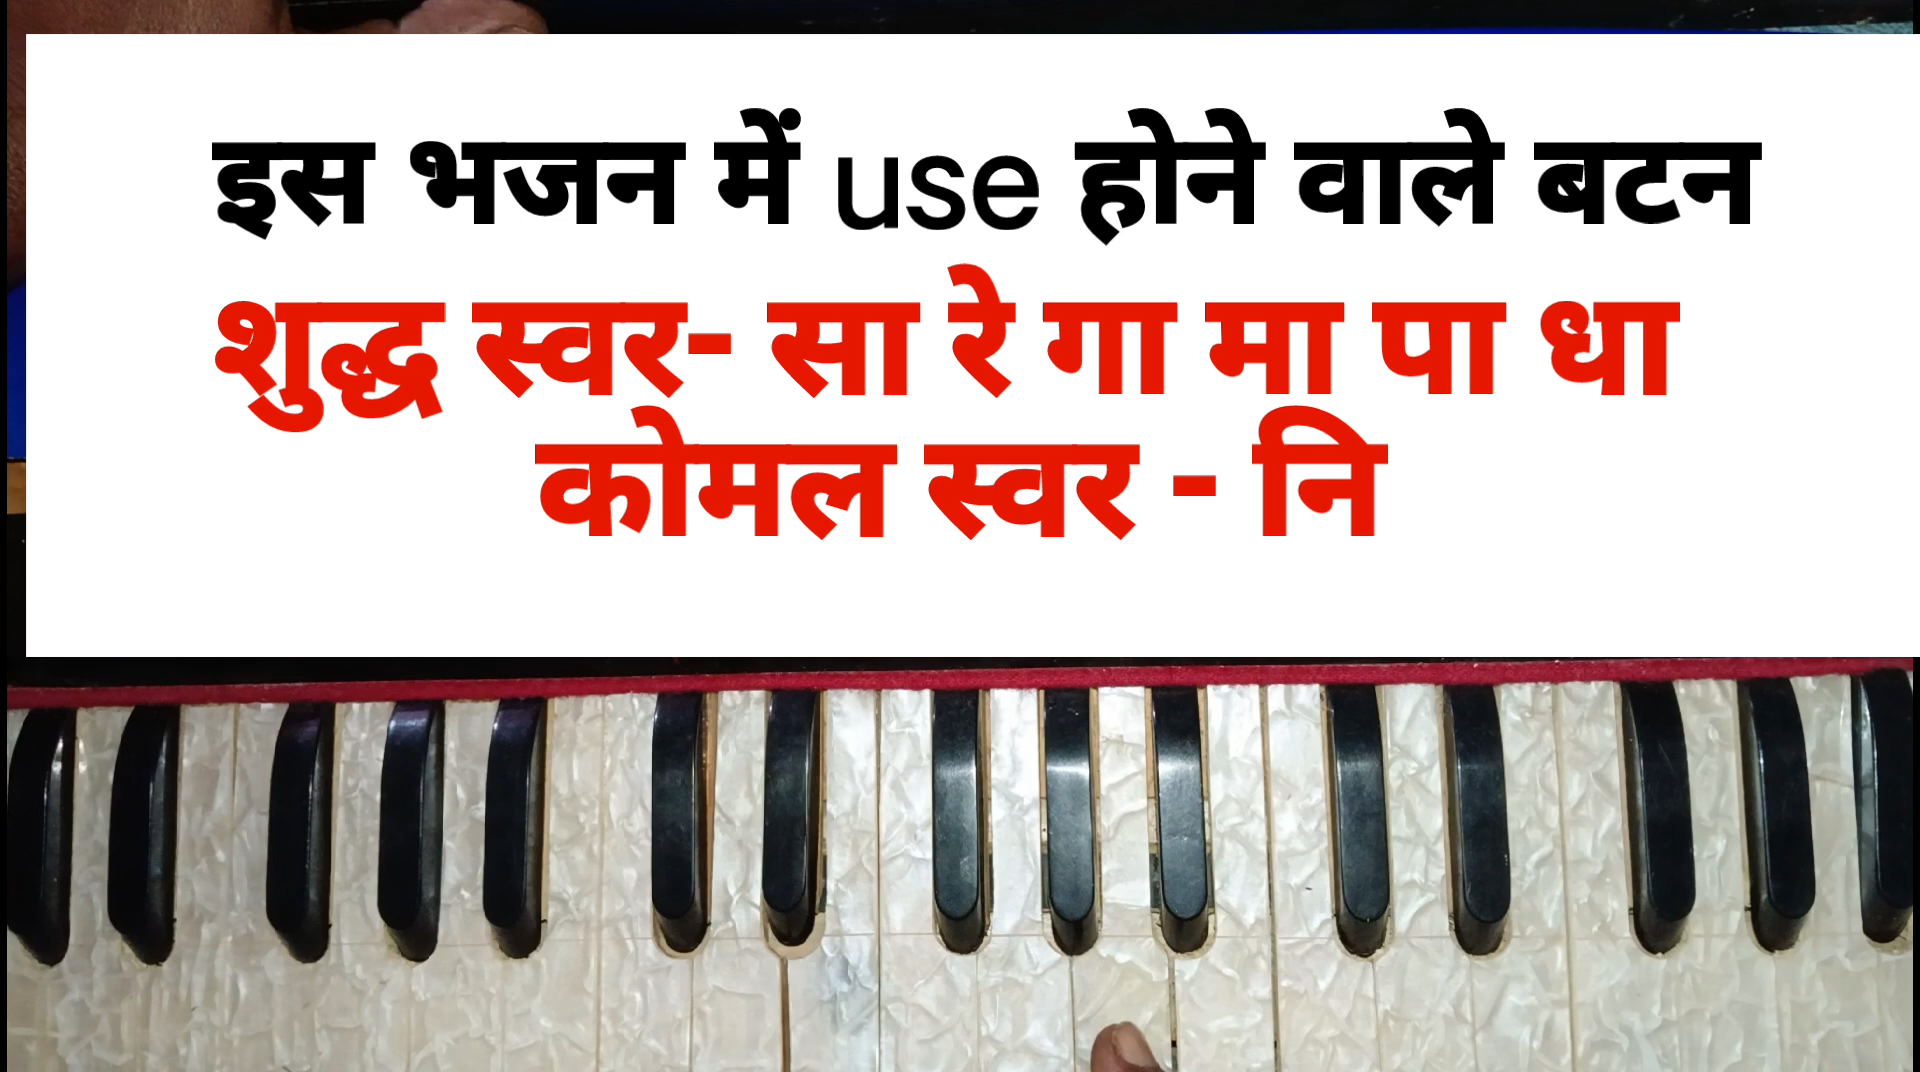 इस भजन में use होने वाले बटन
शुद्ध स्वर- सा रे गा मा पा धा
कोमल स्वर - नि